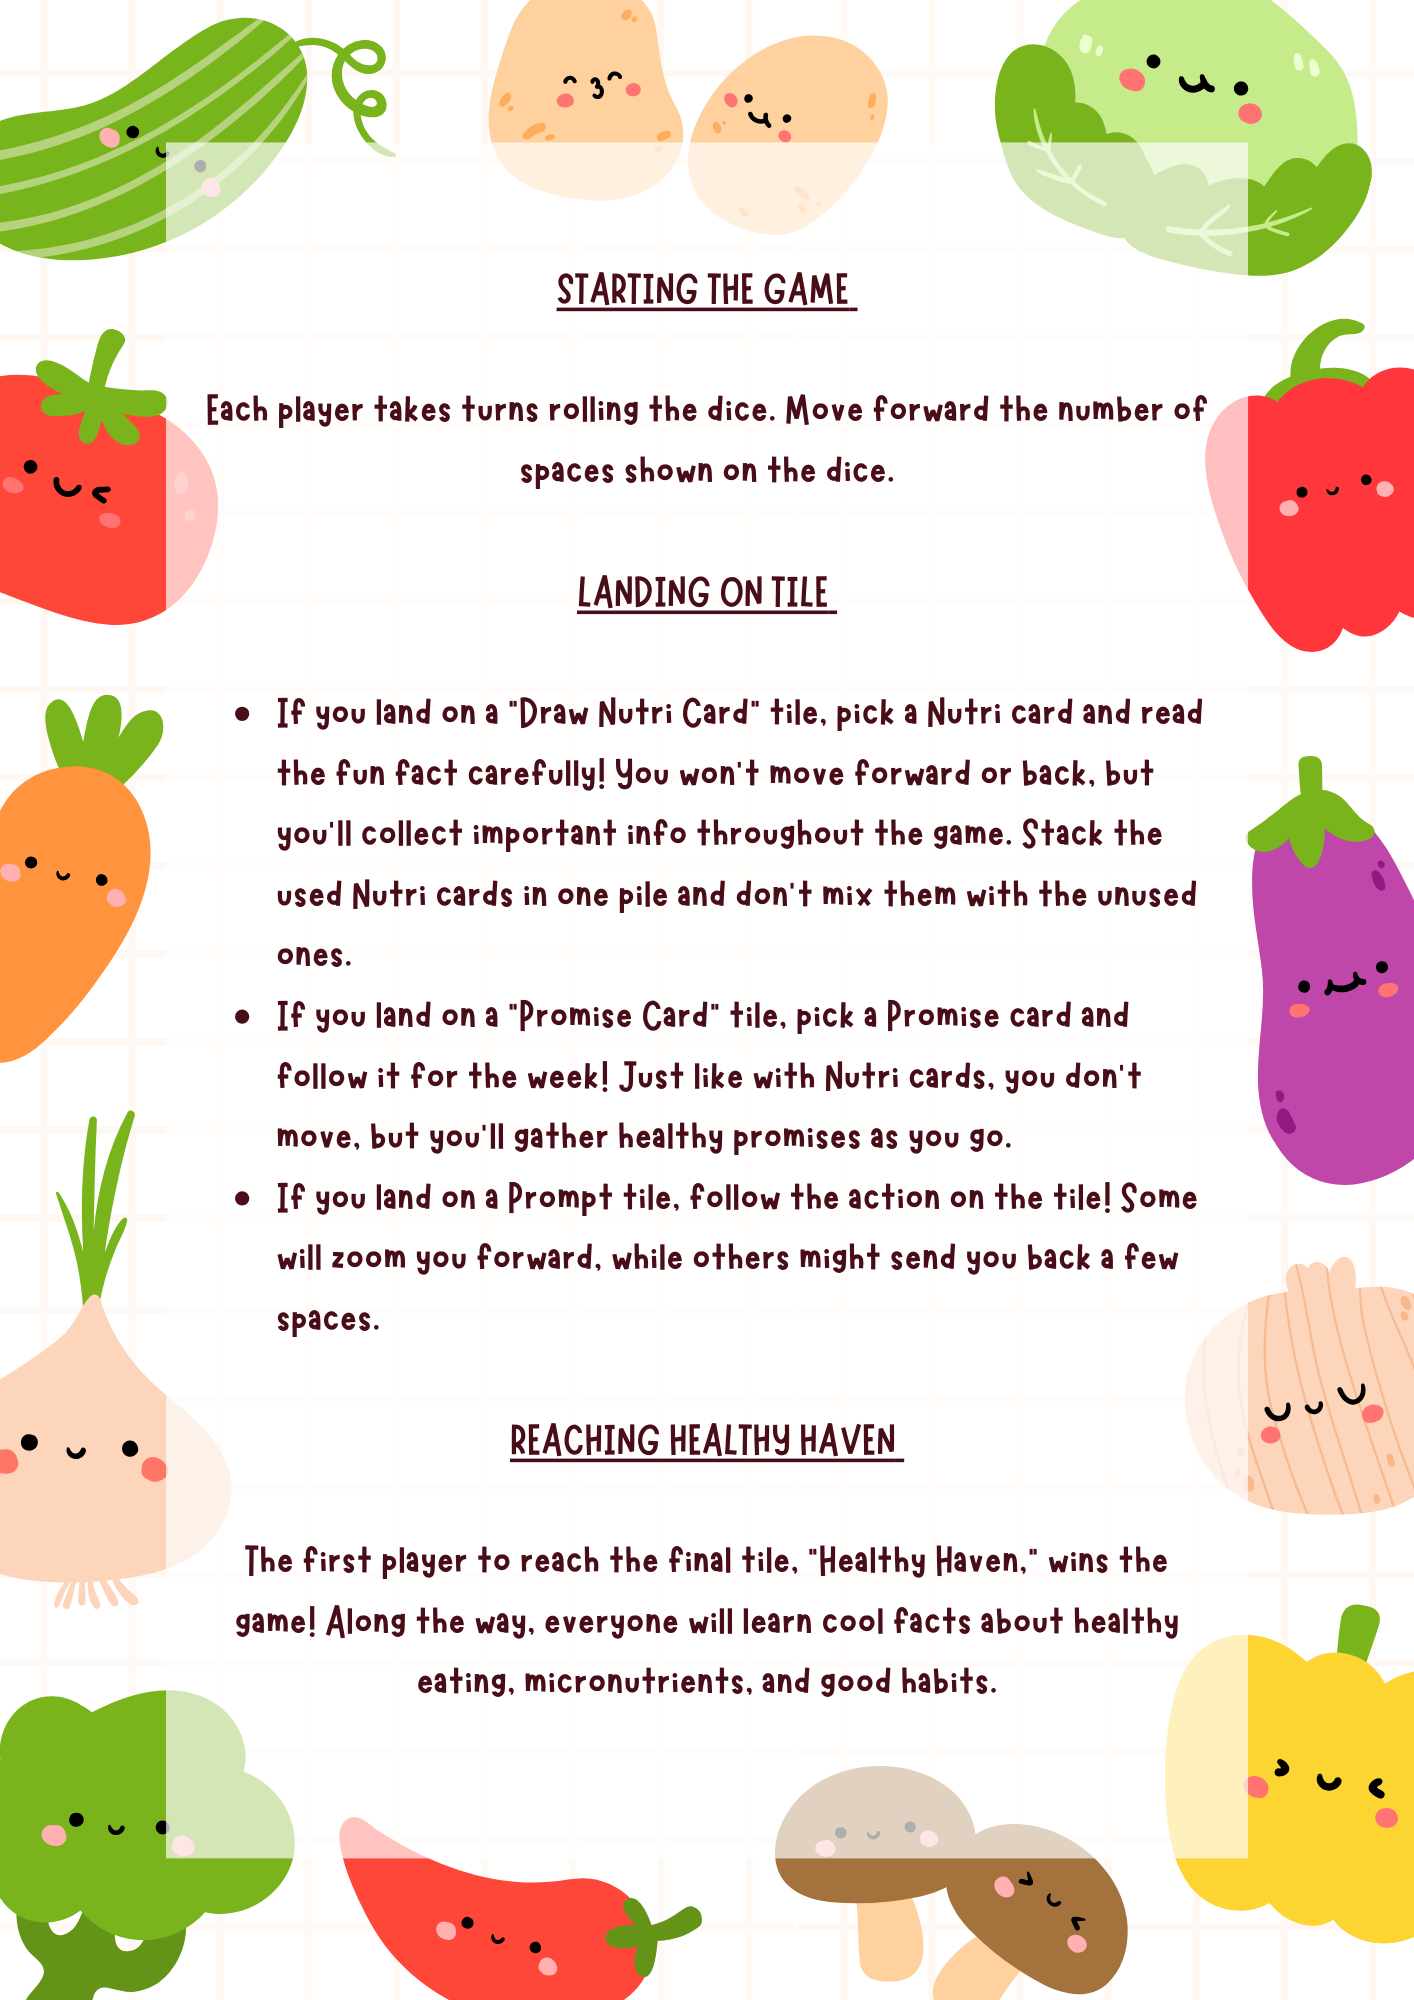 STARTING THE GAME
Each player takes turns rolling the dice. Move forward the number of
spaces shown on the dice.
LANDING ON TILE
• If you land on a "Draw Nutri Card" tile, pick a Nutri card and read
the fun fact carefully! You won't move forward or back, but
you'll collect important info throughout the game. Stack the
used Nutri cards in one pile and don't mix them with the unused
ones.
• If you land on a "Promise Card" tile, pick a Promise card and
follow it for the week! Just like with Nutri cards, you don't
move, but you'll gather healthy promises as you go.
• If you land on a Prompt tile, follow the action on the tile! Some
will zoom you forward, while others might send you back a few
spaces.
REACHING HEALTHY HAVEN
The first player to reach the final tile, "Healthy Haven," wins the
game! Along the way, everyone will learn cool facts about healthy
eating, micronutrients, and good habits.